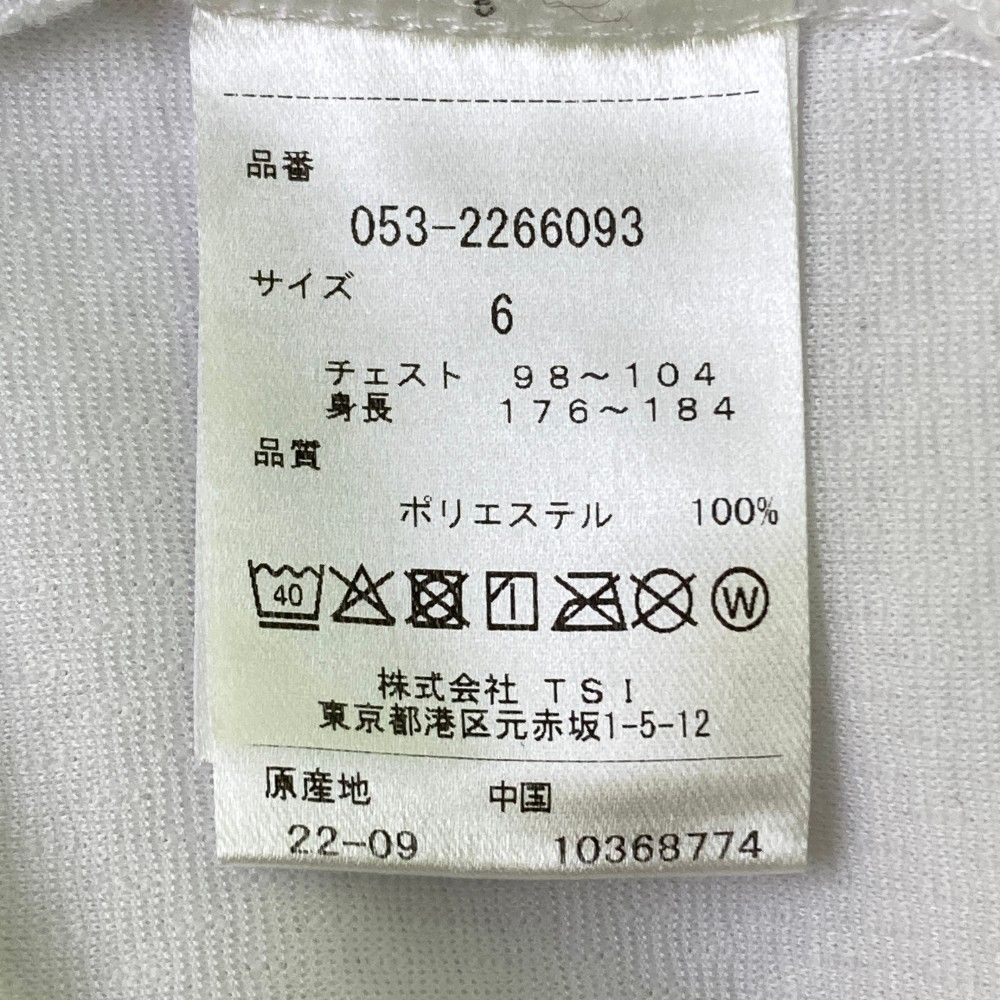 品番
053-2266093
サイズ
6
チェスト 98～104
身長 176～184
品質
ポリエステル 100%
40 W
株式会社 TSI
東京都港区元赤坂1-5-12
原産地 中国
22-09 10368774